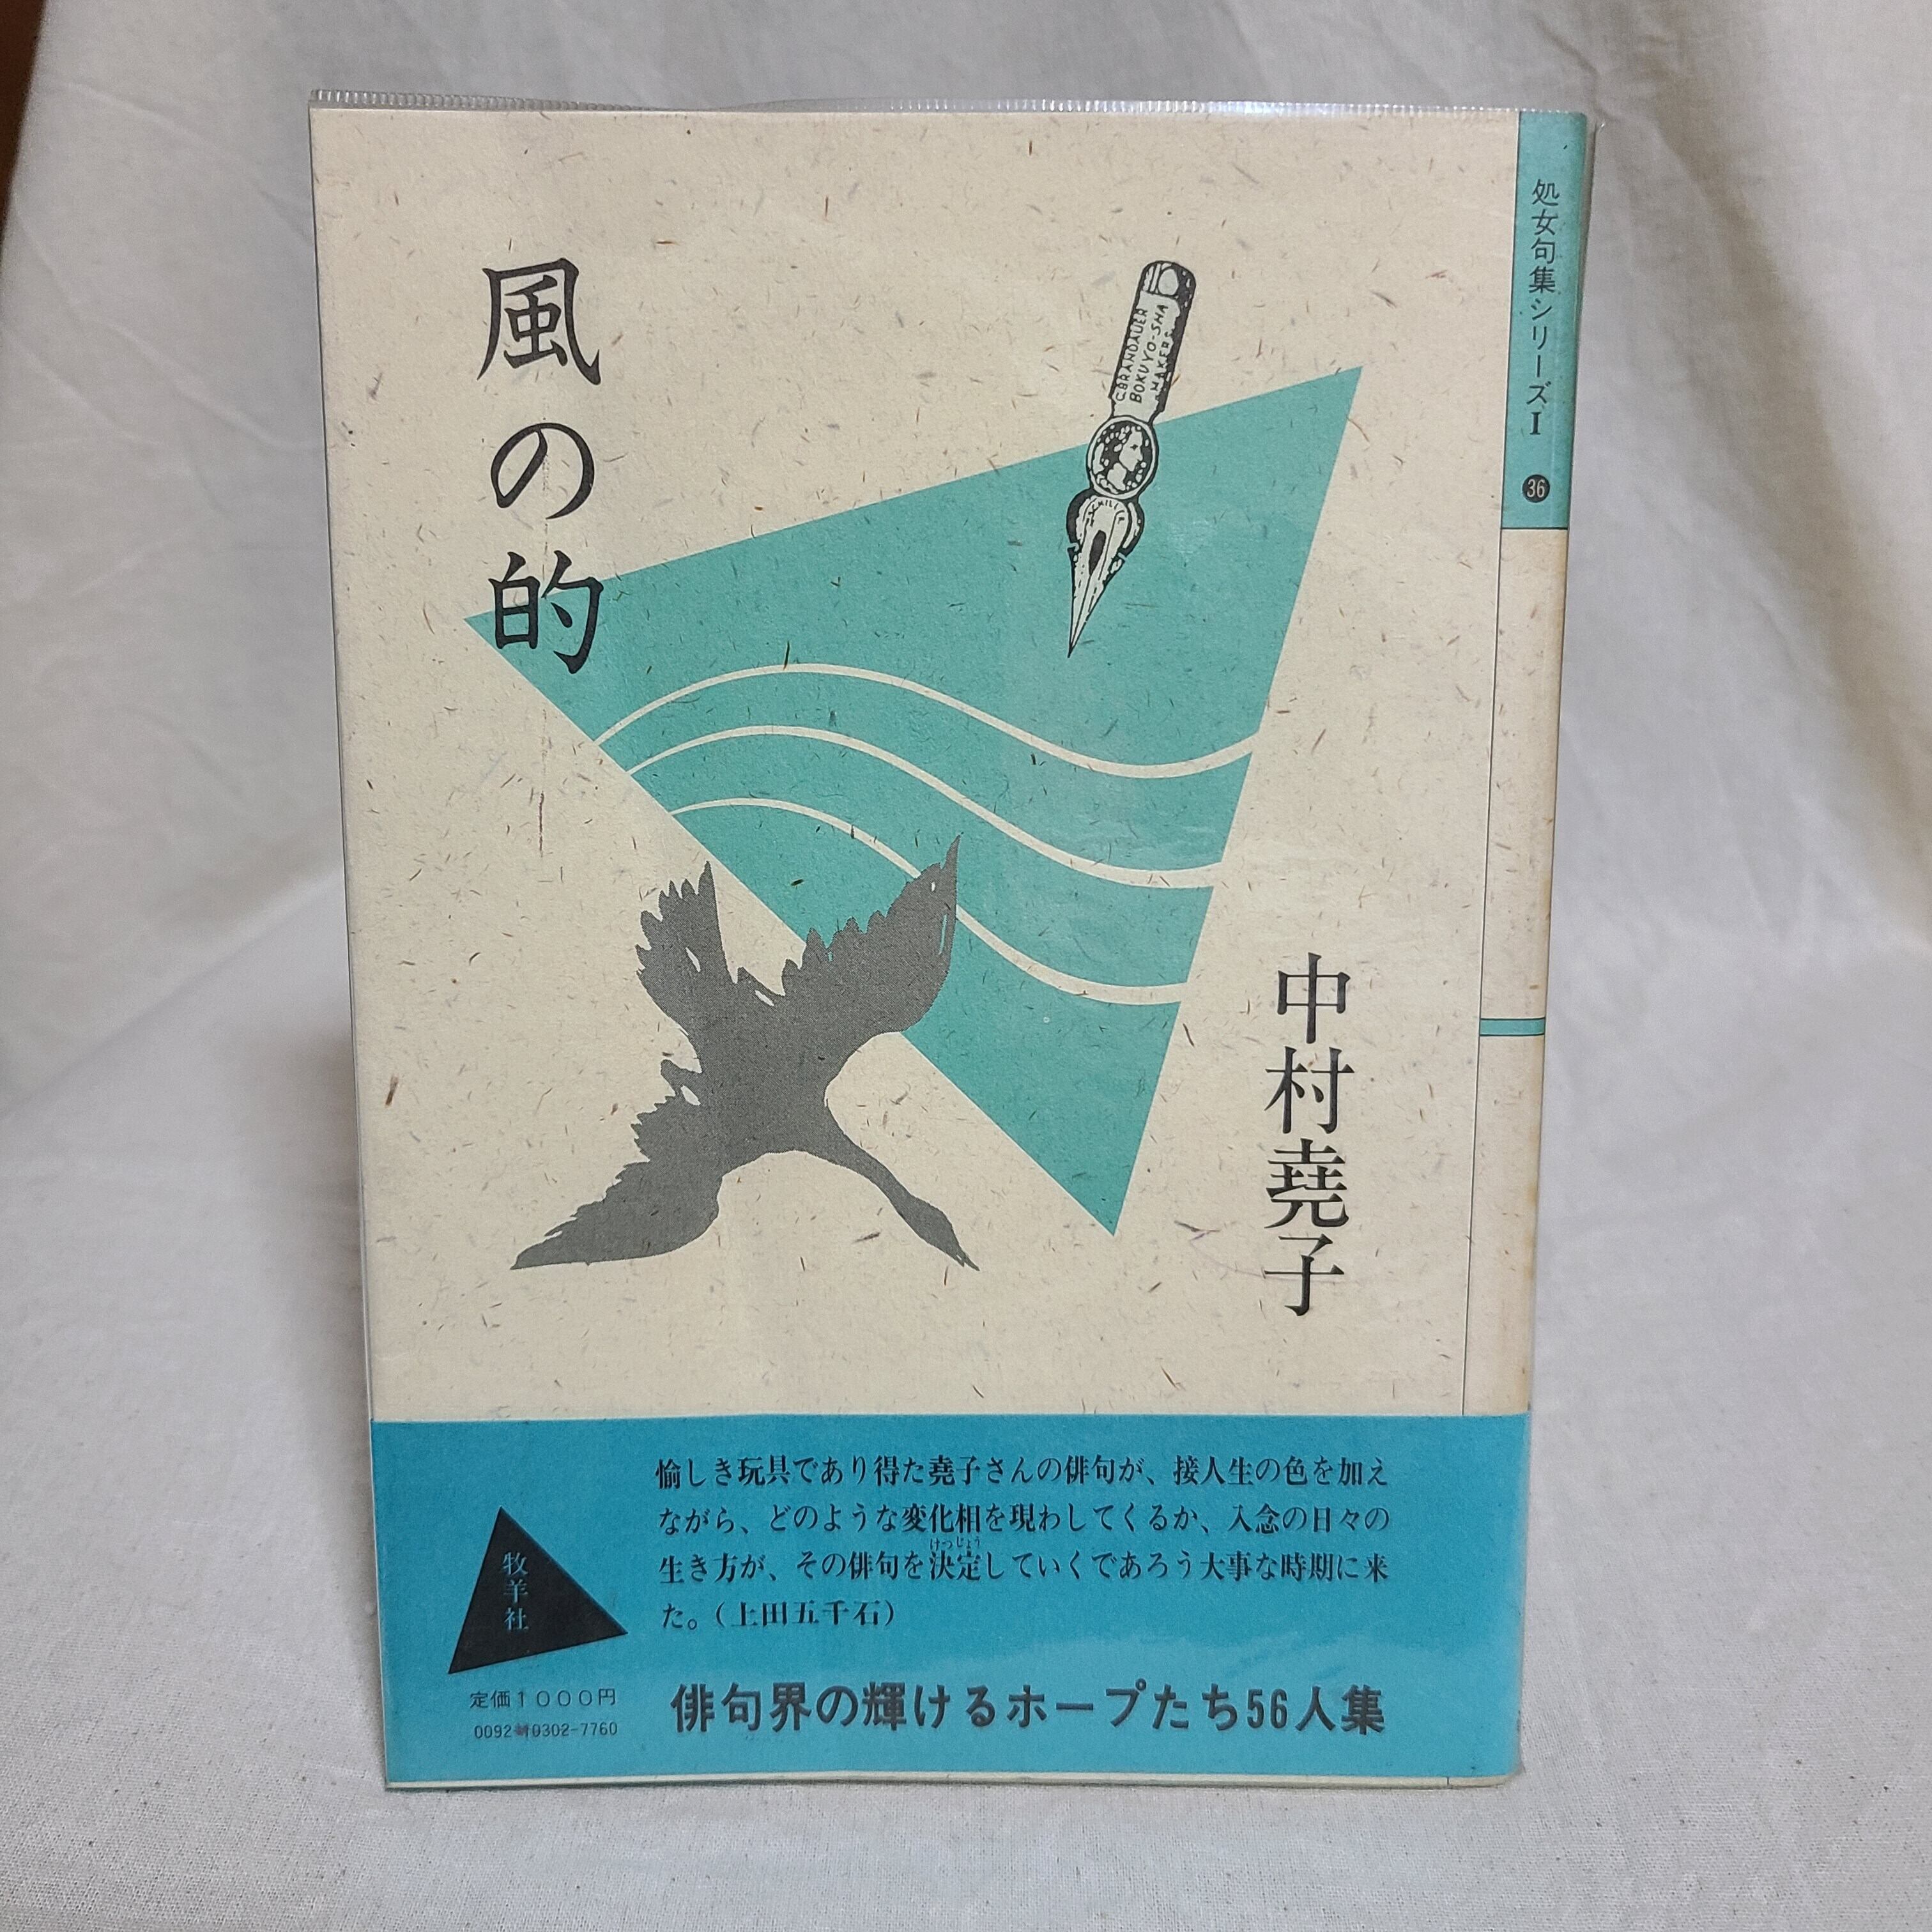 風の的
C.BRANDAUER
BOKUYO-SHA
MAKERS
中村堯子
処女句集シリーズI
36
愉しき玩具であり得た堯子さんの俳句が、接人生の色を加え
ながら、どのような変化相を現わしてくるか、入念の日々の
けつじょう
生き方が、その俳句を決定していくであろう大事な時期に来
た。(上田五千石)
牧羊社
定価1000円
俳句界の輝けるホープたち56人集